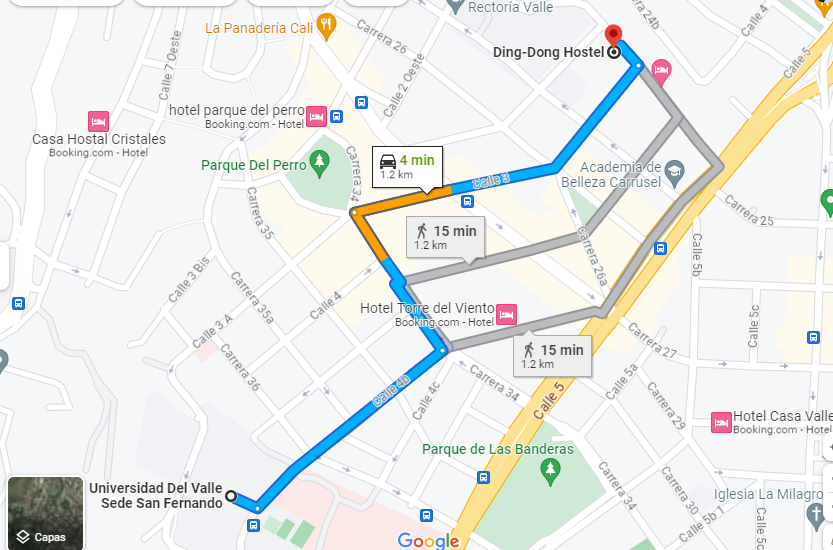 Rectoría Valle
La Panadería Cali
Carrera 26
Carrera 24b
Calle 4
Calle 5
Ding-Dong Hostel
Calle 7 Oeste
Calle 2 Oeste
hotel parque del perro
Booking.com - Hotel
Casa Hostal Cristales
Booking.com - Hotel
4 min
1.2 km
Parque Del Perro
Carrera 34
Calle 3
Academia de
Belleza Carrusel
Carrera 35
Carrera 25
15 min
1.2 km
Carrera 26a
Calle 5b
Calle 3 Bis
Calle 4
Hotel Torre del Viento
Booking.com - Hotel
Calle 3 A
Carrera 35a
Calle 5c
Carrera 27
15 min
1.2 km
Carrera 36
Calle 4b
Calle 4c
Carrera 34
Calle 5
Calle 5a
Carrera 29
Hotel Casa Valle
Booking.com - Hotel
Parque de Las Banderas
Universidad Del Valle
Sede San Fernando
Carrera 34
Carrera 30
Calle 5b 1
Iglesia La Milagro
Capas
Google